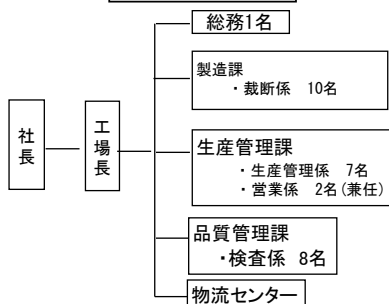 総務1名
製造課
・裁断係 10名
社長
工場長
生産管理課
・生産管理係 7名
・営業係 2名(兼任)
品質管理課
・検査係 8名
物流センター